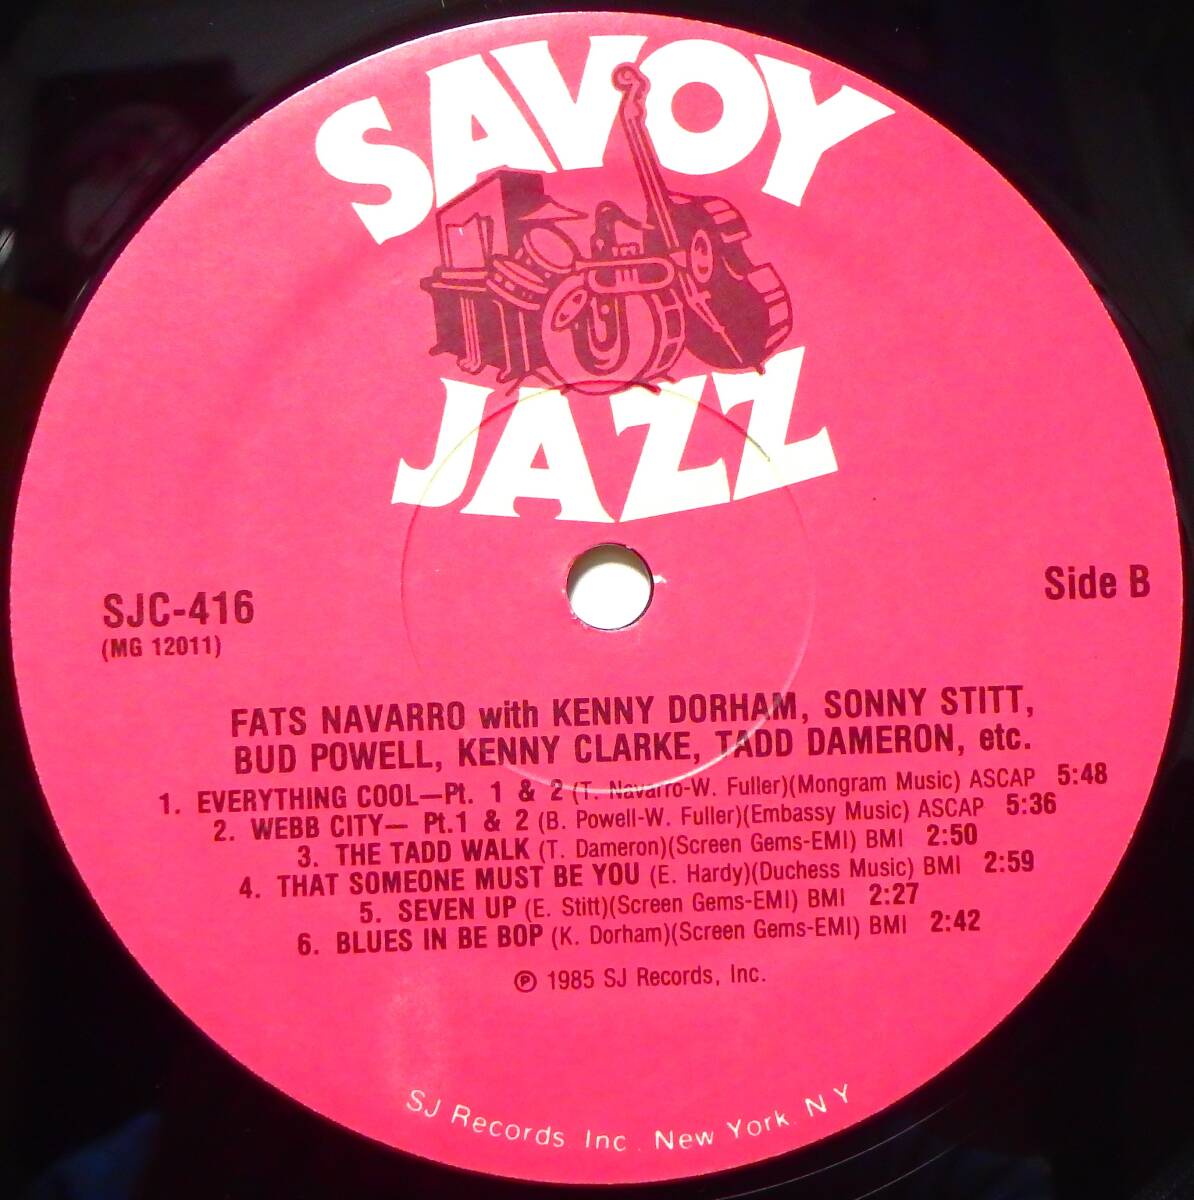 SAVOY
JAZZ
SJC-416
(MG 12011)
Side B
FATS NAVARRO with KENNY DORHAM, SONNY STITT,
BUD POWELL, KENNY CLARKE, TADD DAMERON, etc.
1. EVERYTHING COOL—Pt. 1 & 2 (T. Navarro-W. Fuller)(Mongram Music) ASCAP 5:48
2. WEBB CITY— Pt.1 & 2 (B. Powell-W. Fuller)(Embassy Music) ASCAP 5:36
3. THE TADD WALK (T. Dameron)(Screen Gems-EMI) BMI 2:50
4. THAT SOMEONE MUST BE YOU (E. Hardy)(Duchess Music) BMI 2:59
5. SEVEN UP (E. Stitt)(Screen Gems-EMI) BMI 2:27
6. BLUES IN BE BOP (K. Dorham)(Screen Gems-EMI) BMI 2:42
℗ 1985 SJ Records, Inc.
SJ Records Inc. New York. NY